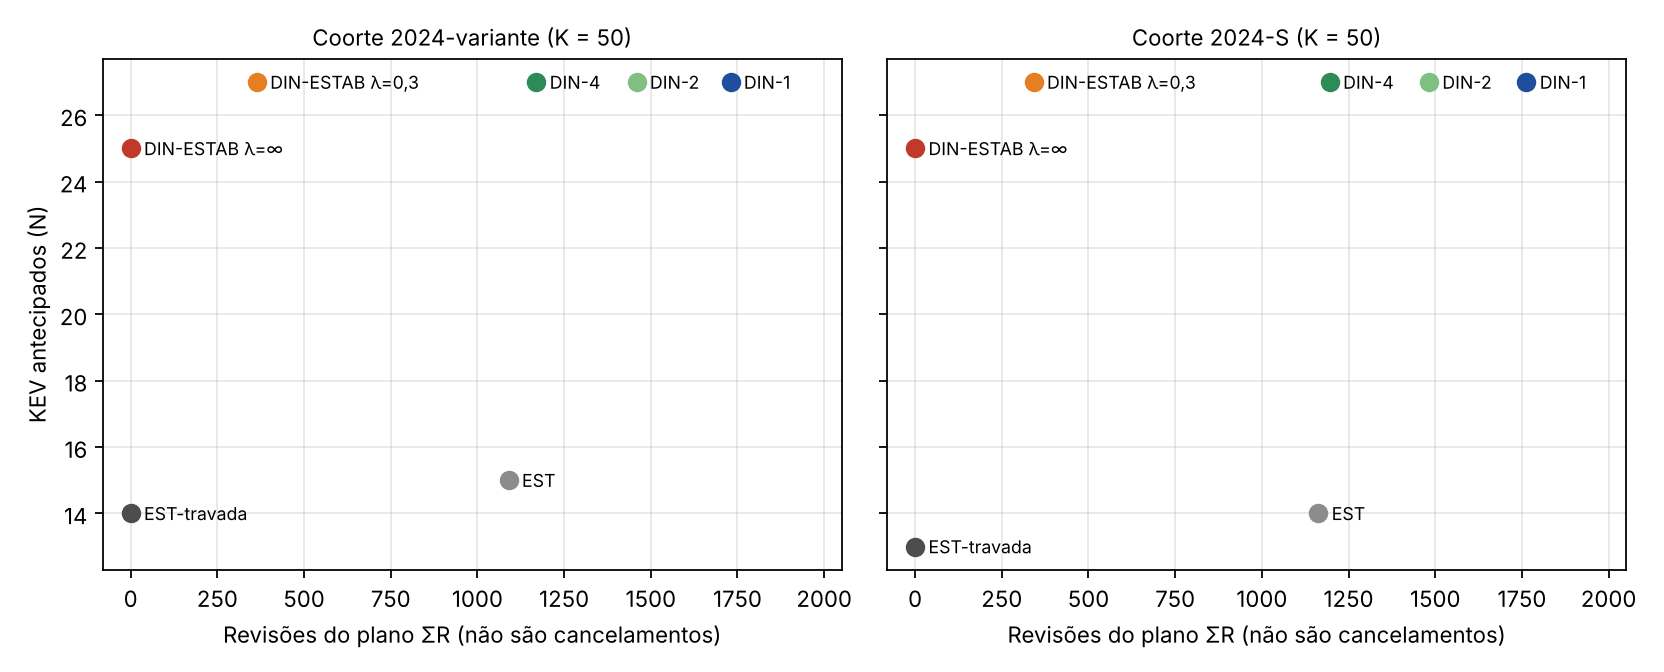 Coorte 2024-variante (K = 50)
DIN-ESTAB λ=0,3
DIN-4
DIN-2
DIN-1
DIN-ESTAB λ=∞
EST
EST-travada
26
24
22
20
18
16
14
KEV antecipados (N)
0 250 500 750 1000 1250 1500 1750 2000
Revisões do plano ΣR (não são cancelamentos)
Coorte 2024-S (K = 50)
DIN-ESTAB λ=0,3
DIN-4
DIN-2
DIN-1
DIN-ESTAB λ=∞
EST
EST-travada
0 250 500 750 1000 1250 1500 1750 2000
Revisões do plano ΣR (não são cancelamentos)